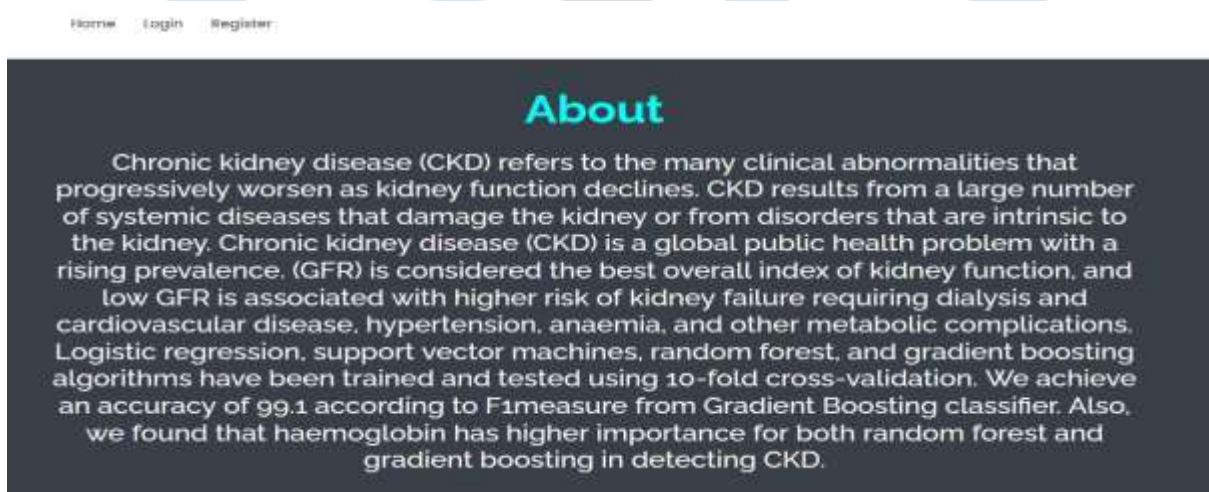 Home Login Register
About
Chronic kidney disease (CKD) refers to the many clinical abnormalities that
progressively worsen as kidney function declines. CKD results from a large number
of systemic diseases that damage the kidney or from disorders that are intrinsic to
the kidney. Chronic kidney disease (CKD) is a global public health problem with a
rising prevalence. (GFR) is considered the best overall index of kidney function, and
low GFR is associated with higher risk of kidney failure requiring dialysis and
cardiovascular disease, hypertension, anaemia, and other metabolic complications.
Logistic regression, support vector machines, random forest, and gradient boosting
algorithms have been trained and tested using 10-fold cross-validation. We achieve
an accuracy of 99.1 according to F1measure from Gradient Boosting classifier. Also,
we found that haemoglobin has higher importance for both random forest and
gradient boosting in detecting CKD.